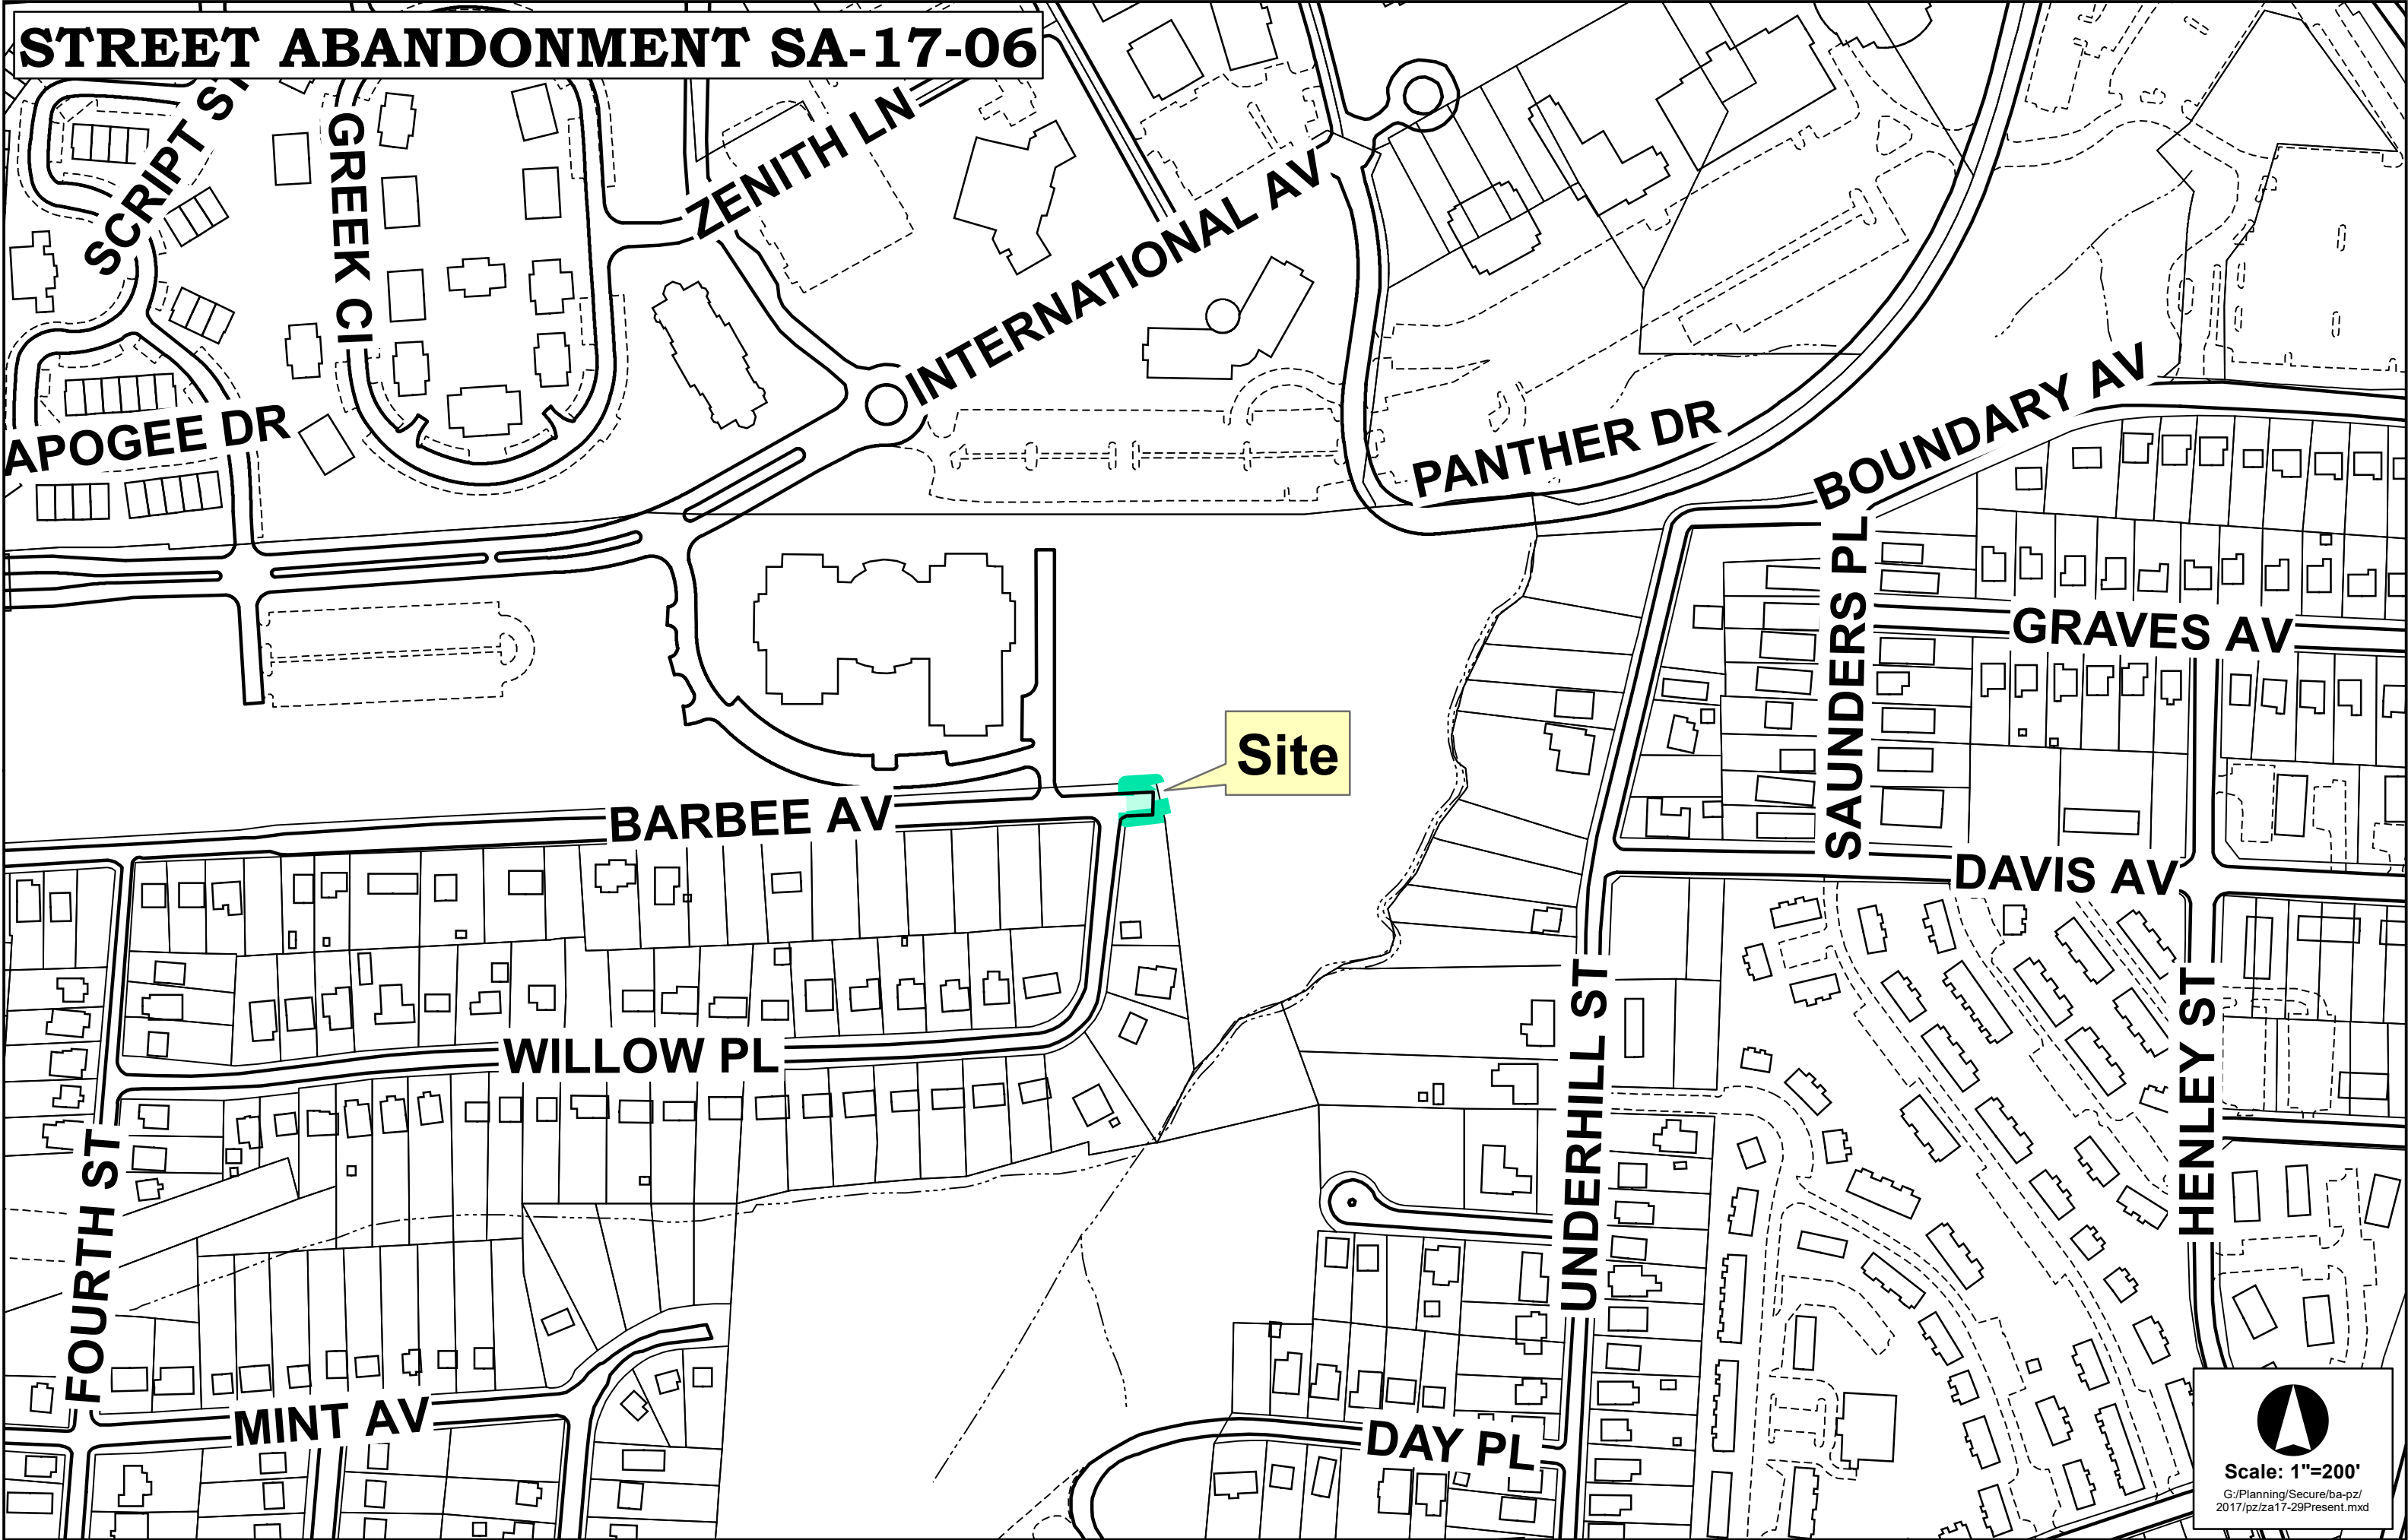 STREET ABANDONMENT SA-17-06
SCRIPT ST
GREEK CI
ZENITH LN
INTERNATIONAL AV
APOGEE DR
PANTHER DR
BOUNDARY AV
SAUNDERS PL
GRAVES AV
Site
BARBEE AV
DAVIS AV
WILLOW PL
UNDERHILL ST
HENLEY ST
FOURTH ST
MINT AV
DAY PL
Scale: 1"=200'
G:/Planning/Secure/ba-pz/
2017/pz/za17-29Present.mxd